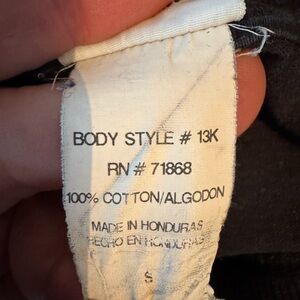 BODY STYLE # 13K
RN # 71868
100% COTTON/ALGODON
MADE IN HONDURAS
HECHO EN HONDURAS
S